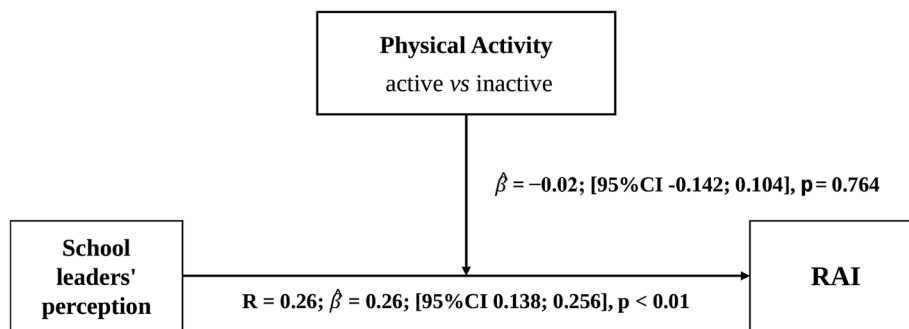 Physical Activity
active vs inactive
β̂ = −0.02; [95%CI -0.142; 0.104], p = 0.764
School
leaders'
perception
R = 0.26; β̂ = 0.26; [95%CI 0.138; 0.256], p < 0.01
RAI